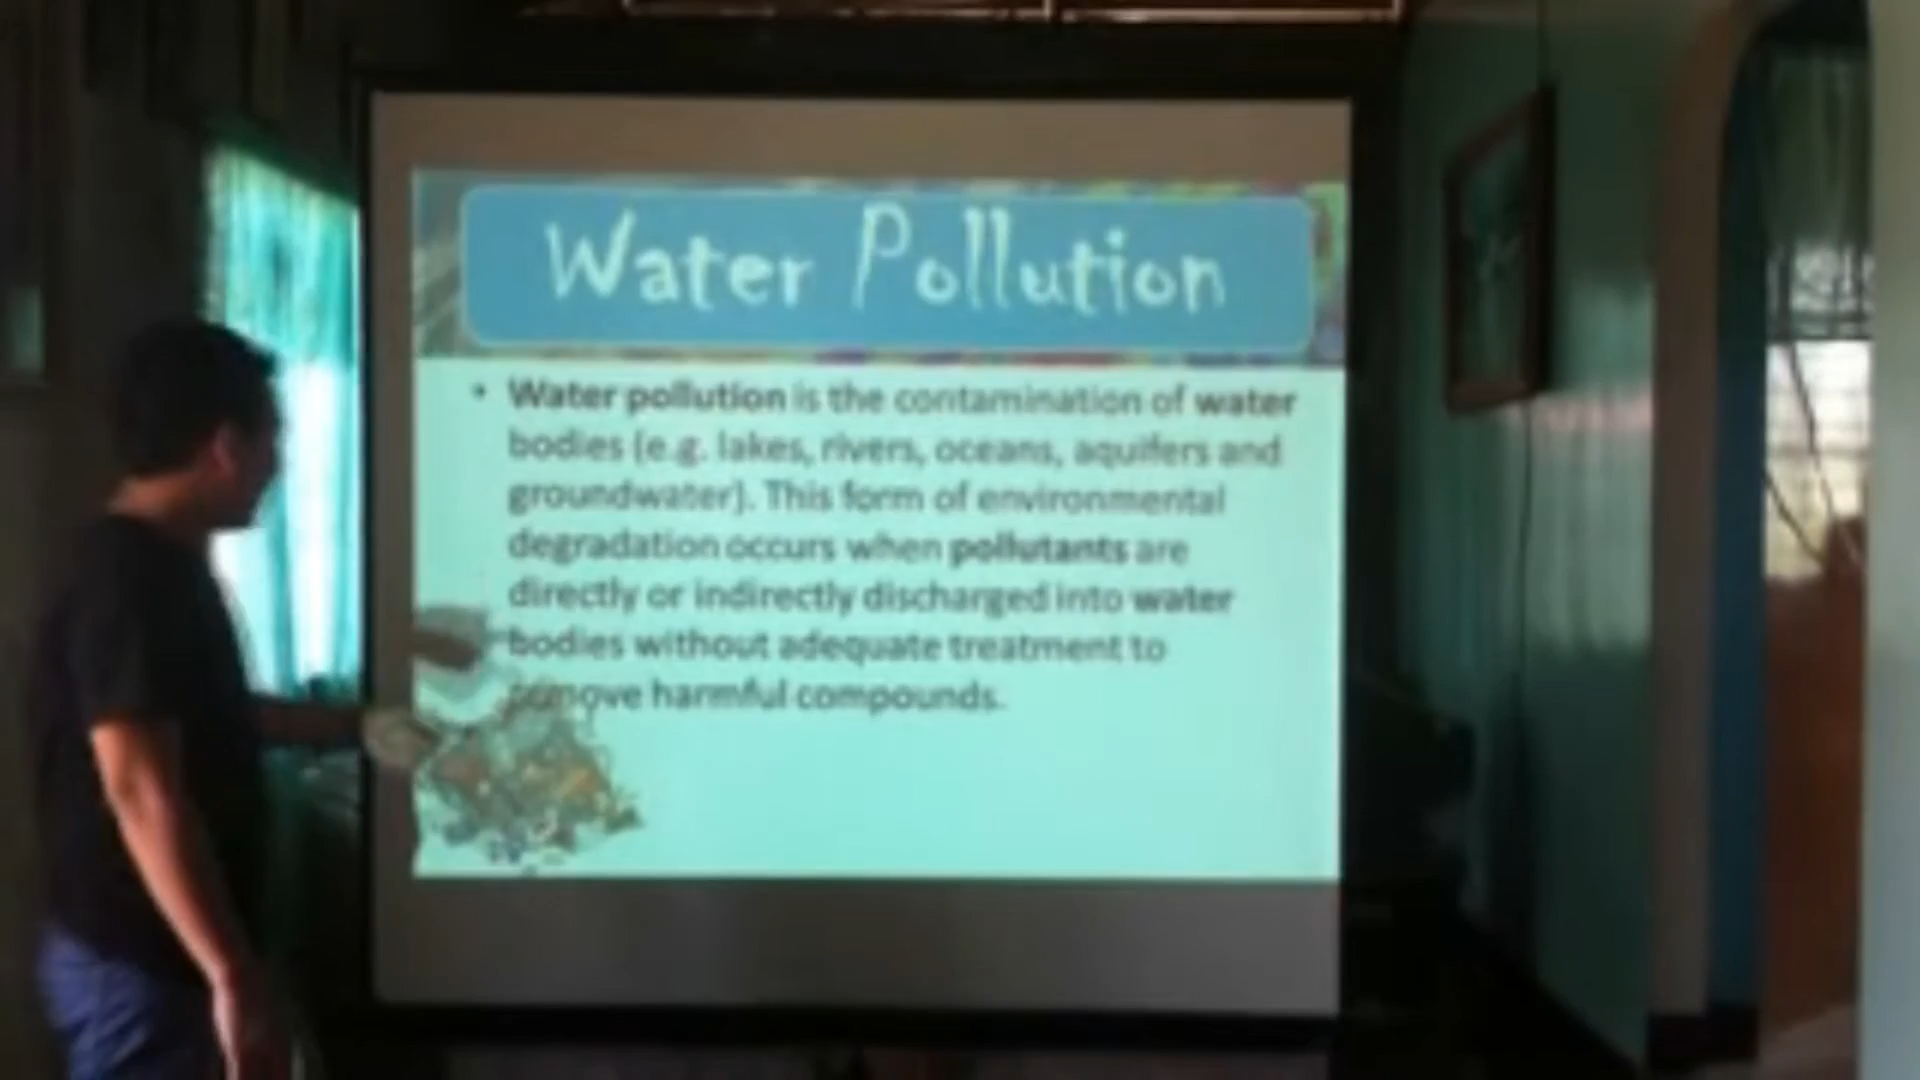 Water Pollution
• Water pollution is the contamination of water
bodies (e.g. lakes, rivers, oceans, aquifers and
groundwater). This form of environmental
degradation occurs when pollutants are
directly or indirectly discharged into water
bodies without adequate treatment to
remove harmful compounds.